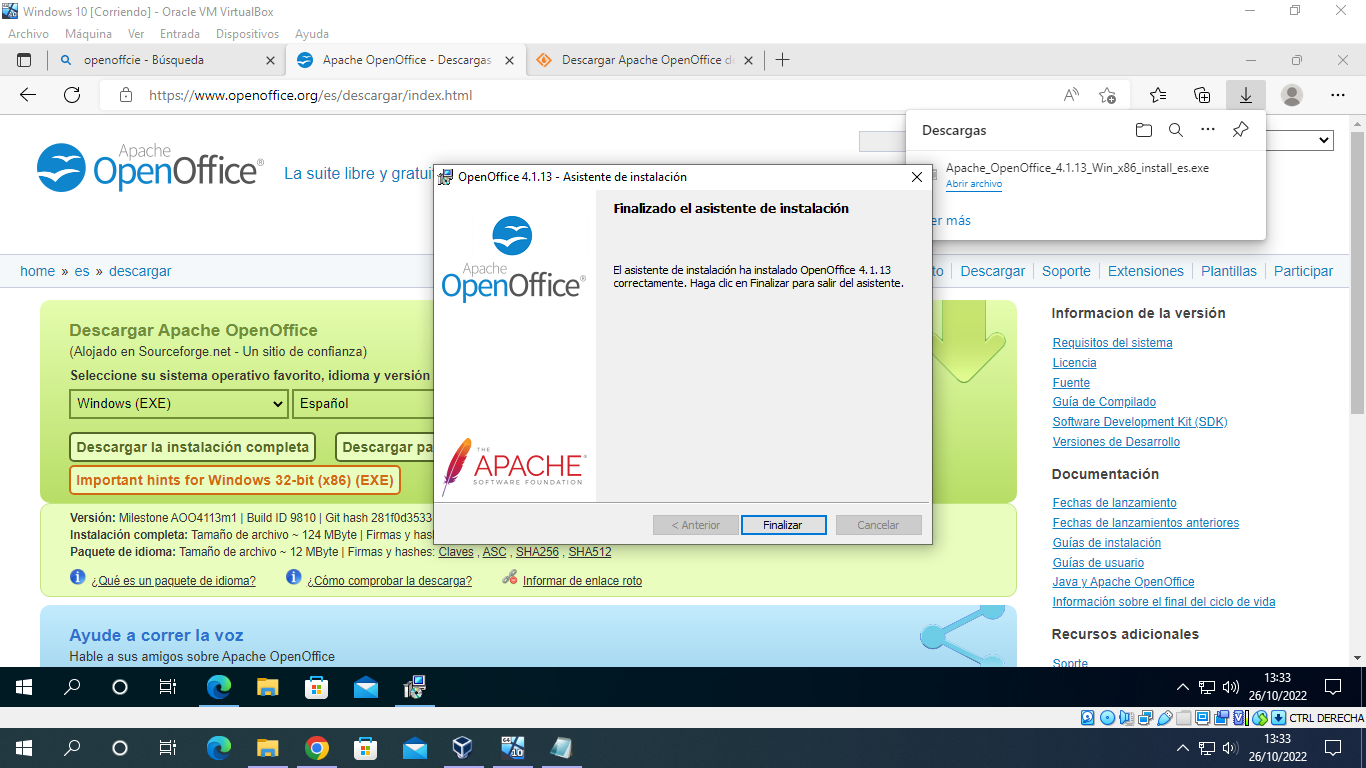 Windows 10 [Corriendo] - Oracle VM VirtualBox
Archivo Máquina Ver Entrada Dispositivos Ayuda
openoffcie - Búsqueda
Apache OpenOffice - Descargas
Descargar Apache OpenOffice de
https://www.openoffice.org/es/descargar/index.html
Descargas
Apache_OpenOffice_4.1.13_Win_x86_install_es.exe
Abrir archivo
er más
Apache
OpenOffice
La suite libre y gratuit
home » es » descargar
to Descargar Soporte Extensiones Plantillas Participar
OpenOffice 4.1.13 - Asistente de instalación
Finalizado el asistente de instalación
Apache
OpenOffice
El asistente de instalación ha instalado OpenOffice 4.1.13
correctamente. Haga clic en Finalizar para salir del asistente.
THE
APACHE
SOFTWARE FOUNDATION
< Anterior Finalizar Cancelar
Descargar Apache OpenOffice
(Alojado en Sourceforge.net - Un sitio de confianza)
Seleccione su sistema operativo favorito, idioma y versión
Windows (EXE) Español
Descargar la instalación completa Descargar pa
Important hints for Windows 32-bit (x86) (EXE)
Versión: Milestone AOO4113m1 | Build ID 9810 | Git hash 281f0d3533
Instalación completa: Tamaño de archivo ~ 124 MByte | Firmas y hash
Paquete de idioma: Tamaño de archivo ~ 12 MByte | Firmas y hashes: Claves , ASC , SHA256 , SHA512
¿Qué es un paquete de idioma? ¿Cómo comprobar la descarga? Informar de enlace roto
Ayude a correr la voz
Hable a sus amigos sobre Apache OpenOffice
Informacion de la versión
Requisitos del sistema
Licencia
Fuente
Guía de Compilado
Software Development Kit (SDK)
Versiones de Desarrollo
Documentación
Fechas de lanzamiento
Fechas de lanzamientos anteriores
Guías de instalación
Guías de usuario
Java y Apache OpenOffice
Información sobre el final del ciclo de vida
Recursos adicionales
Soprte
13:33
26/10/2022
CTRL DERECHA
13:33
26/10/2022